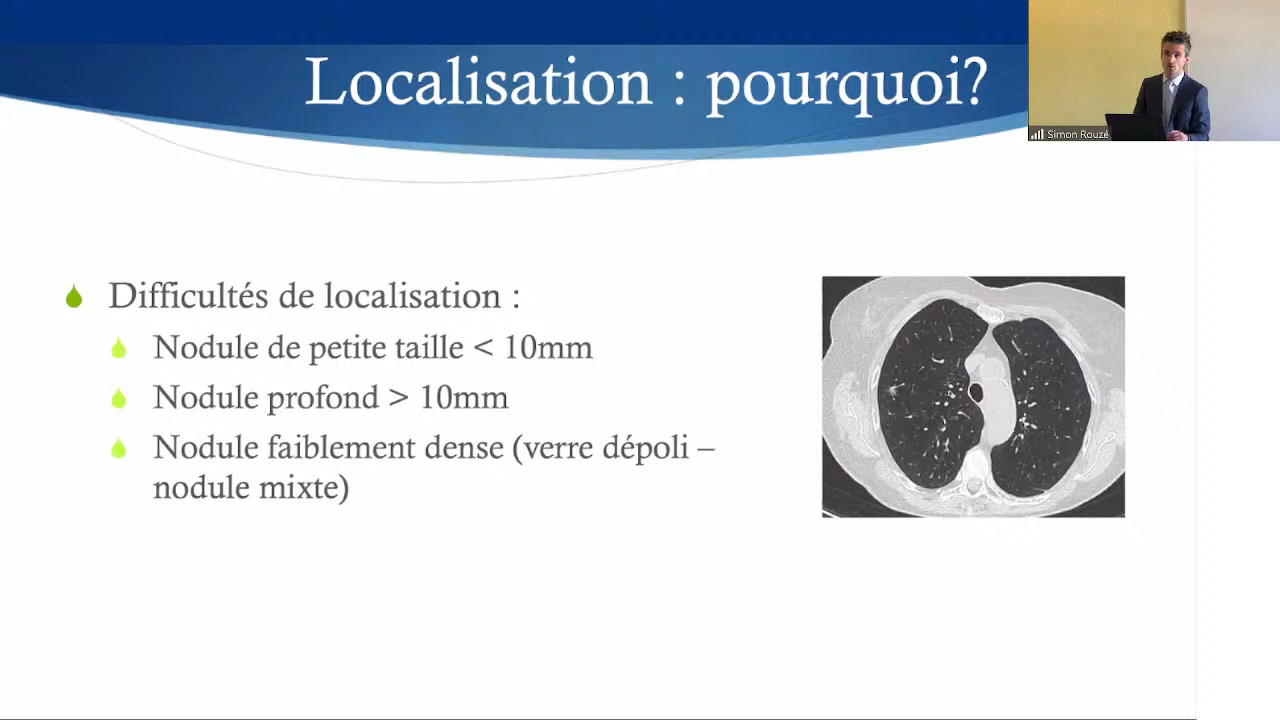 Localisation : pourquoi?
Simon Rouzé
Difficultés de localisation :
Nodule de petite taille < 10mm
Nodule profond > 10mm
Nodule faiblement dense (verre dépoli –
nodule mixte)